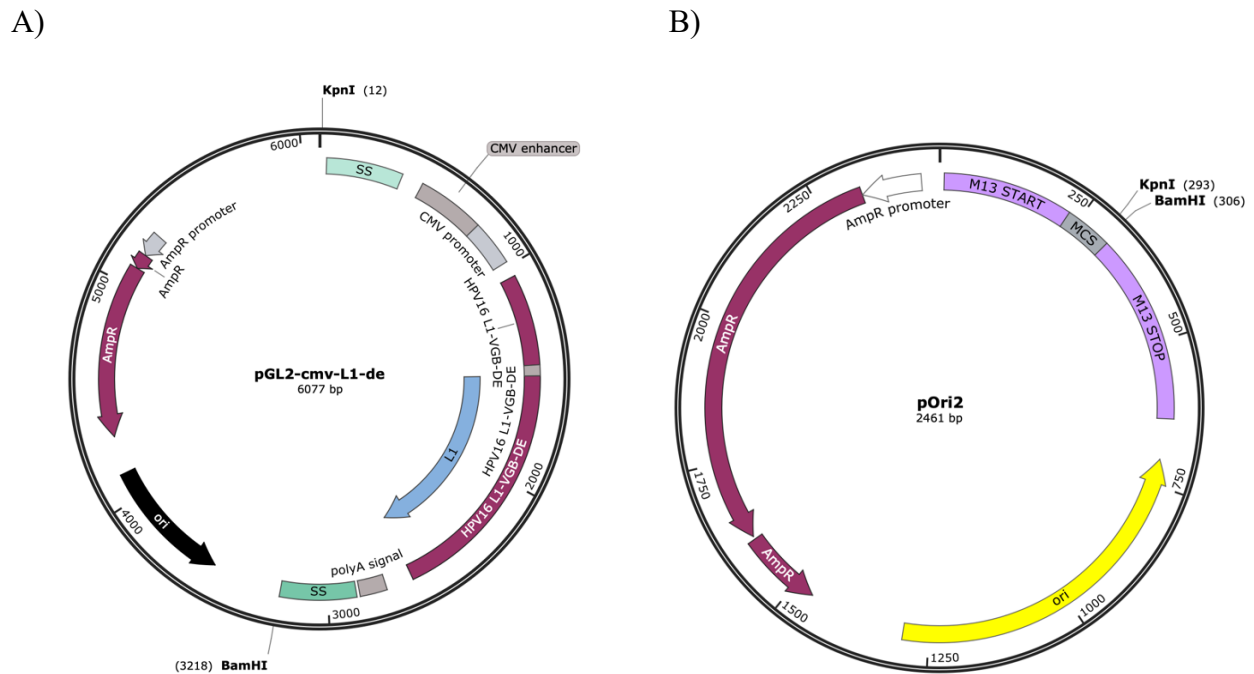 A)
B)
KpnI (12)
6000
SS
CMV enhancer
CMV promoter
1000
AmpR promoter
AmpR
5000
AmpR
HPV16 L1-VGB-DE
HPV16 L1-VGB-DE
HPV16 L1-VGB-DE
pGL2-cmv-L1-de
6077 bp
L1
2000
ori
4000
polyA signal
SS
3000
(3218) BamHI
M13 START
250
KpnI (293)
BamHI (306)
MCS
M13 STOP
500
2250
AmpR promoter
AmpR
2000
pOri2
2461 bp
1750
750
AmpR
1500
ori
1000
1250